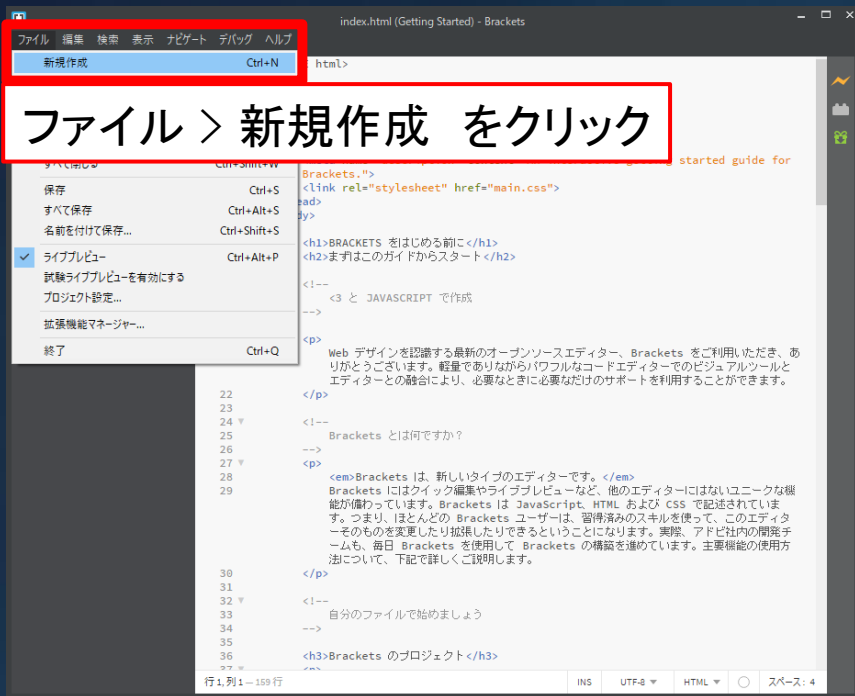 index.html (Getting Started) - Brackets
ファイル 編集 検索 表示 ナビゲート デバッグ ヘルプ
新規作成 Ctrl+N
html>
ファイル > 新規作成 をクリック
すべて閉じる Ctrl+Shift+W
started guide for
Brackets.">
保存 Ctrl+S
<link rel="stylesheet" href="main.css">
すべて保存 Ctrl+Alt+S
名前を付けて保存... Ctrl+Shift+S
<h1>BRACKETS をはじめる前に</h1>
ライブプレビュー Ctrl+Alt+P
<h2>まずはこのガイドからスタート</h2>
試験ライブプレビューを有効にする
<!--
プロジェクト設定...
<3 と JAVASCRIPT で作成
-->
拡張機能マネージャー...
<p>
終了 Ctrl+Q
Web デザインを認識する最新のオープンソースエディター、Brackets をご利用いただき、あ
りがとうございます。軽量でありながらパワフルなコードエディターでのビジュアルツールと
エディターとの融合により、必要なときに必要なだけのサポートを利用することができます。
22 </p>
23
24 <!--
25 Brackets とは何ですか？
26 -->
27 <p>
28 <em>Brackets は、新しいタイプのエディターです。</em>
29 Brackets にはクイック編集やライブプレビューなど、他のエディターにはないユニークな機
能が備わっています。Brackets は JavaScript、HTML および CSS で記述されていま
す。つまり、ほとんどの Brackets ユーザーは、習得済みのスキルを使って、このエディタ
ーそのものを変更したり拡張したりできるということになります。実際、アドビ社内の開発チ
ームも、毎日 Brackets を使用して Brackets の構築を進めています。主要機能の使用方
法について、下記で詳しくご説明します。
30 </p>
31
32 <!--
33 自分のファイルで始めましょう
34 -->
35
36 <h3>Brackets のプロジェクト</h3>
37 <p>
行 1, 列 1 — 159 行 INS UTF-8 HTML スペース: 4